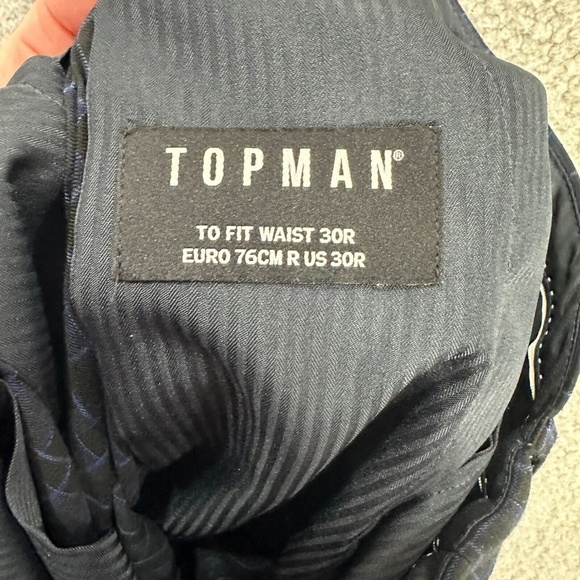 TOPMAN®
TO FIT WAIST 30R
EURO 76CM R US 30R